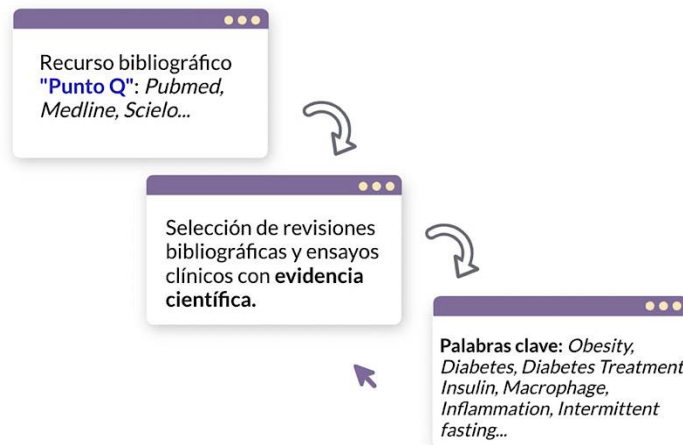 Recurso bibliográfico
"Punto Q": Pubmed,
Medline, Scielo...
Selección de revisiones
bibliográficas y ensayos
clínicos con evidencia
científica.
Palabras clave: Obesity,
Diabetes, Diabetes Treatment
Insulin, Macrophage,
Inflammation, Intermittent
fasting...